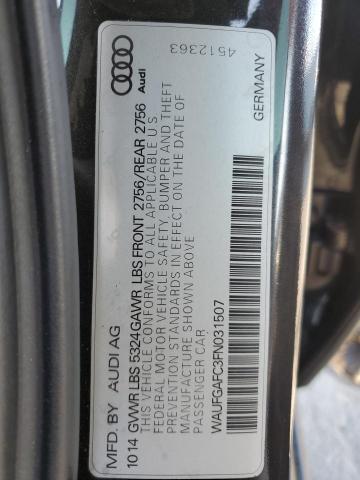 MFD. BY AUDI AG
1014 GVWR LBS 5324 GAWR LBS FRONT 2756/REAR 2756
THIS VEHICLE CONFORMS TO ALL APPLICABLE U.S.
FEDERAL MOTOR VEHICLE SAFETY, BUMPER AND THEFT
PREVENTION STANDARDS IN EFFECT ON THE DATE OF
MANUFACTURE SHOWN ABOVE
PASSENGER CAR
WAUFGAFC3FN031507
GERMANY
Audi
4512363